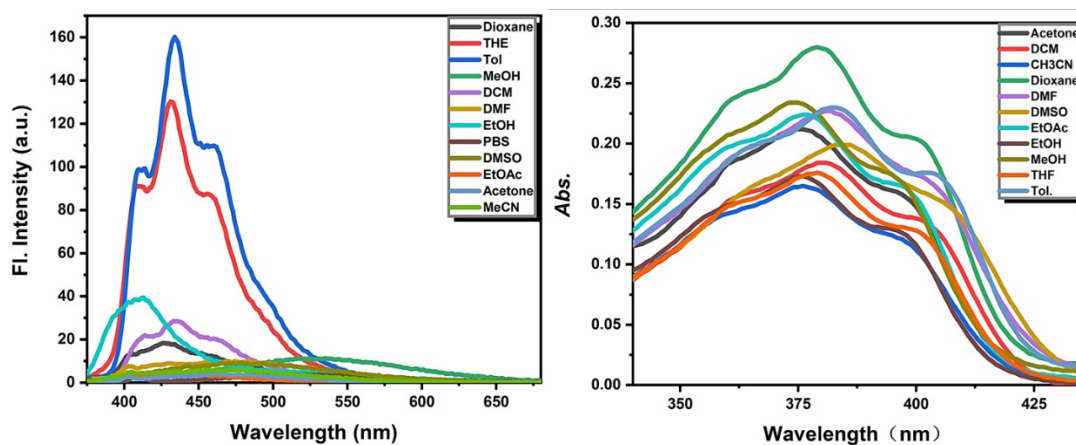 160
140
120
100
80
60
40
20
0
Fl. Intensity (a.u.)
Dioxane
THE
Tol
MeOH
DCM
DMF
EtOH
PBS
DMSO
EtOAc
Acetone
MeCN
400 450 500 550 600 650
Wavelength (nm)
0.30
0.25
0.20
0.15
0.10
0.05
0.00
Abs.
Acetone
DCM
CH3CN
Dioxane
DMF
DMSO
EtOAc
EtOH
MeOH
THF
Tol.
350 375 400 425
Wavelength（nm）